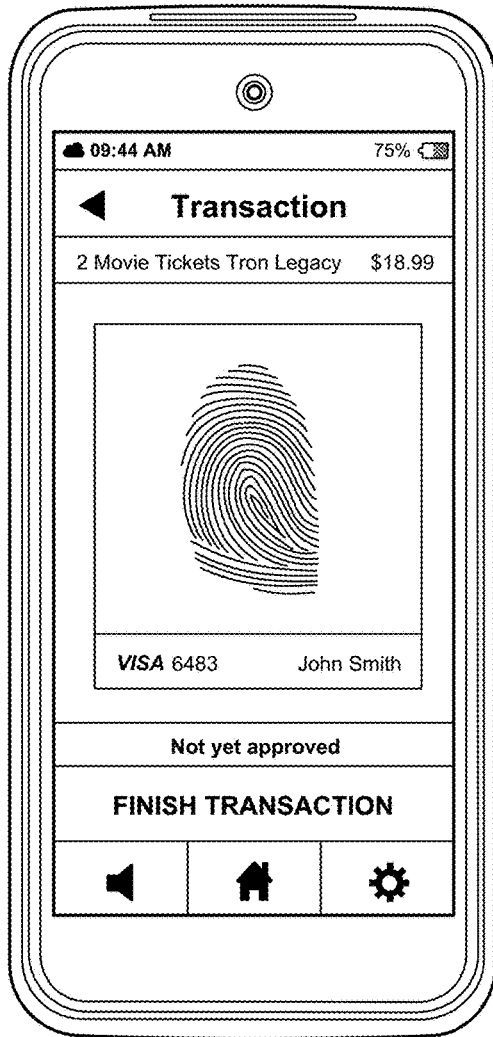 09:44 AM 75%
Transaction
2 Movie Tickets Tron Legacy $18.99
VISA 6483 John Smith
Not yet approved
FINISH TRANSACTION